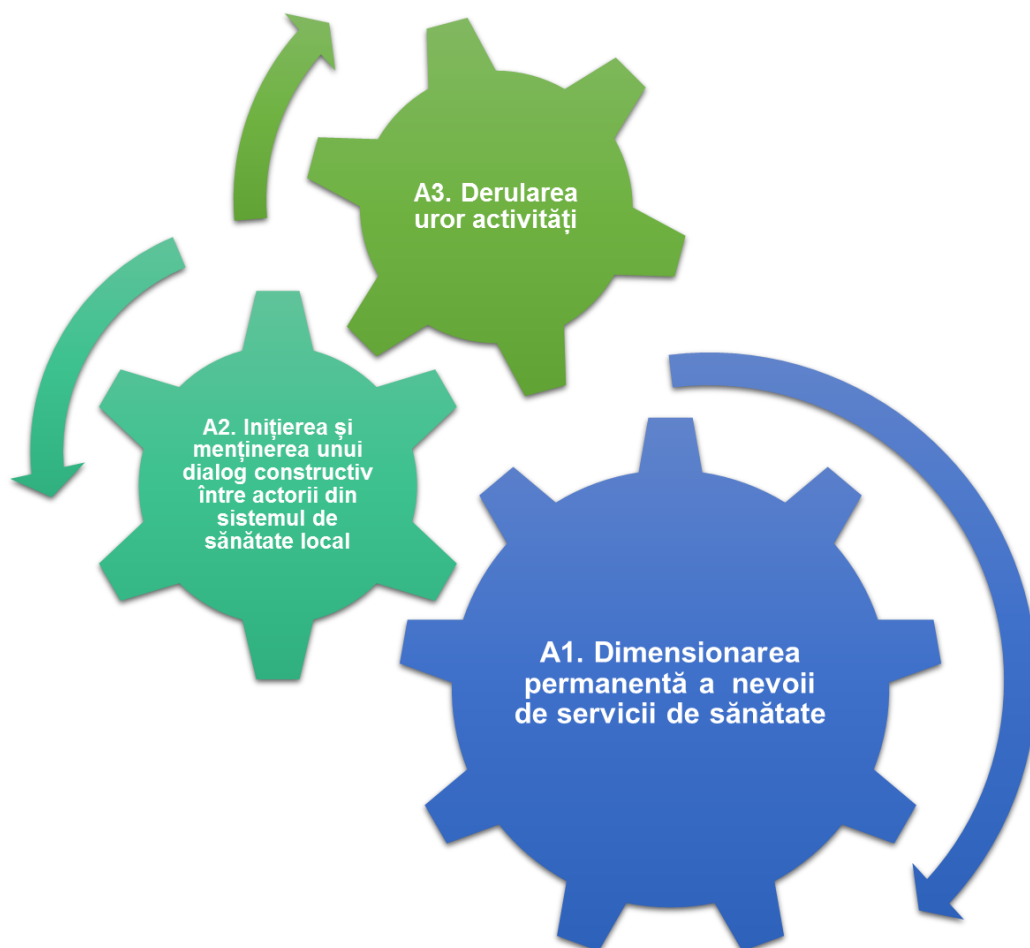 A3. Derularea
uror activități
A2. Inițierea și
menținerea unui
dialog constructiv
între actorii din
sistemul de
sănătate local
A1. Dimensionarea
permanentă a nevoii
de servicii de sănătate